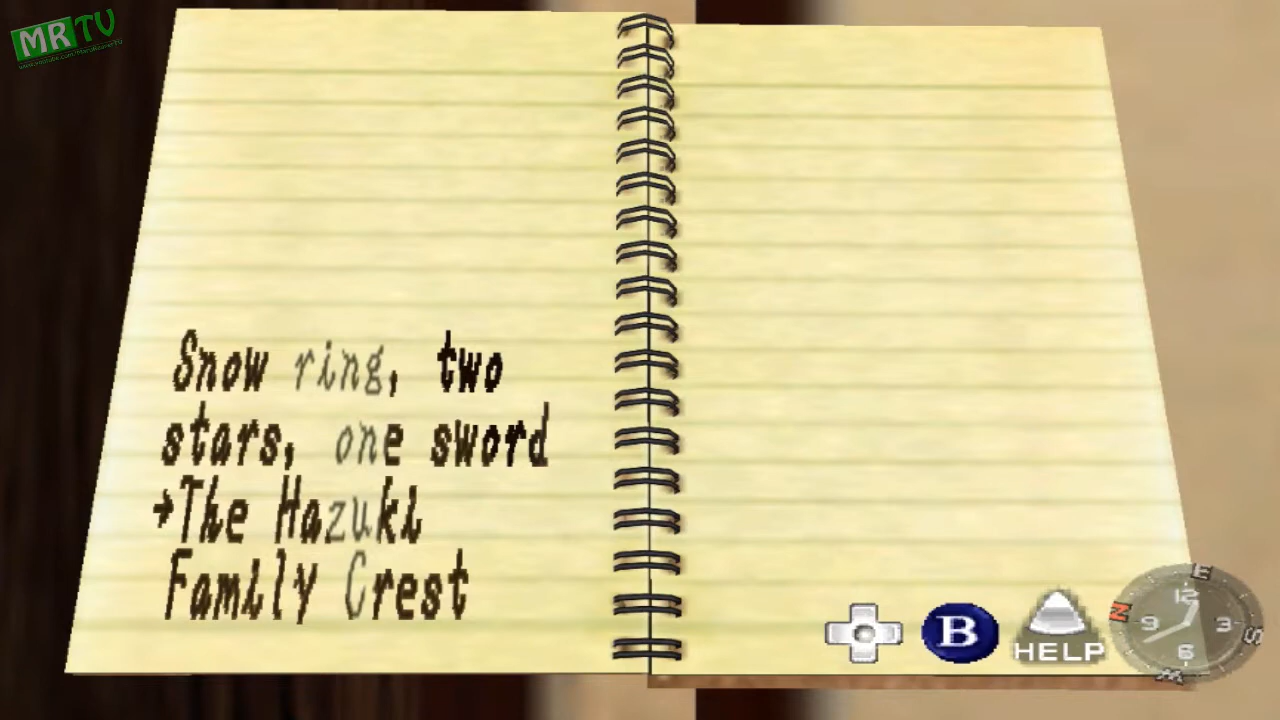 MRTV
Snow ring, two
stars, one sword
→The Hazuki
Family Crest
B
HELP
N
E
S
W
12
9
3
6